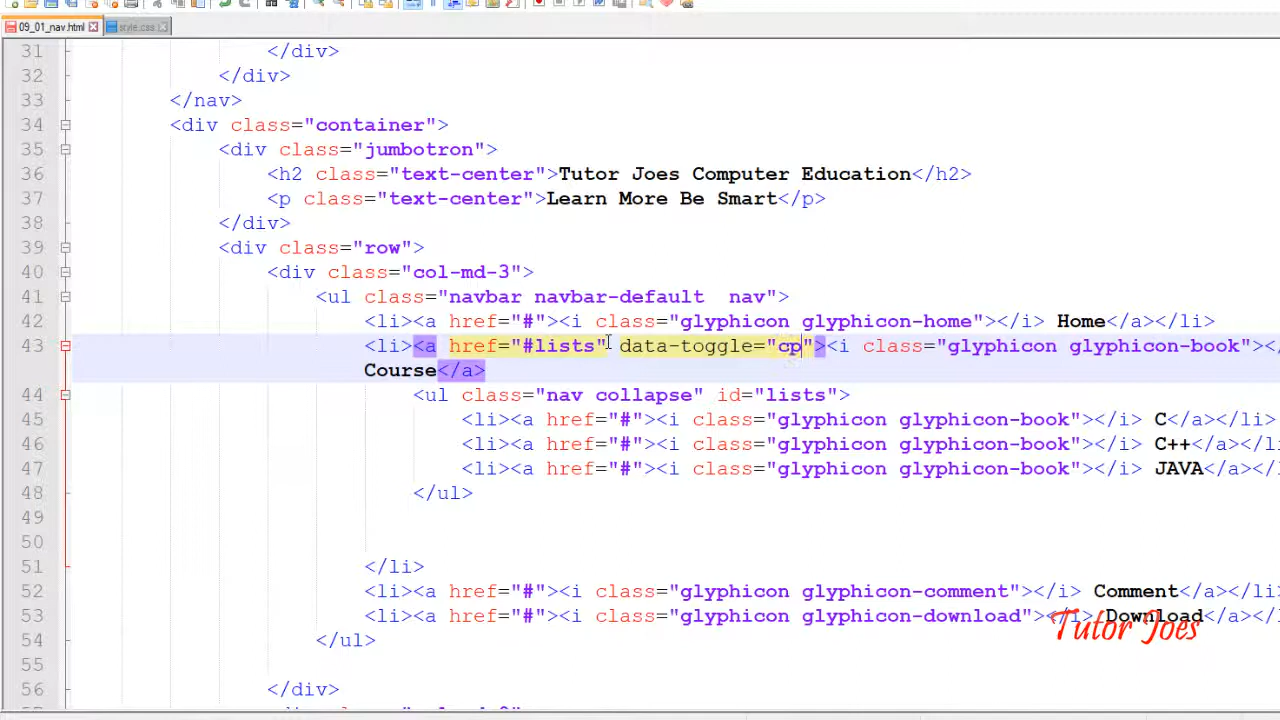 09_01_nav.html style.css
31 </div>
32 </div>
33 </nav>
34 <div class="container">
35 <div class="jumbotron">
36 <h2 class="text-center">Tutor Joes Computer Education</h2>
37 <p class="text-center">Learn More Be Smart</p>
38 </div>
39 <div class="row">
40 <div class="col-md-3">
41 <ul class="navbar navbar-default  nav">
42 <li><a href="#"><i class="glyphicon glyphicon-home"></i> Home</a></li>
43 <li><a href="#lists" data-toggle="cp"><i class="glyphicon glyphicon-book"><
Course</a>
44 <ul class="nav collapse" id="lists">
45 <li><a href="#"><i class="glyphicon glyphicon-book"></i> C</a></li>
46 <li><a href="#"><i class="glyphicon glyphicon-book"></i> C++</a></l
47 <li><a href="#"><i class="glyphicon glyphicon-book"></i> JAVA</a></l
48 </ul>
49
50
51 </li>
52 <li><a href="#"><i class="glyphicon glyphicon-comment"></i> Comment</a></li
53 <li><a href="#"><i class="glyphicon glyphicon-download"></i> Download</a></l
54 </ul>
55
56 </div>
Tutor Joes